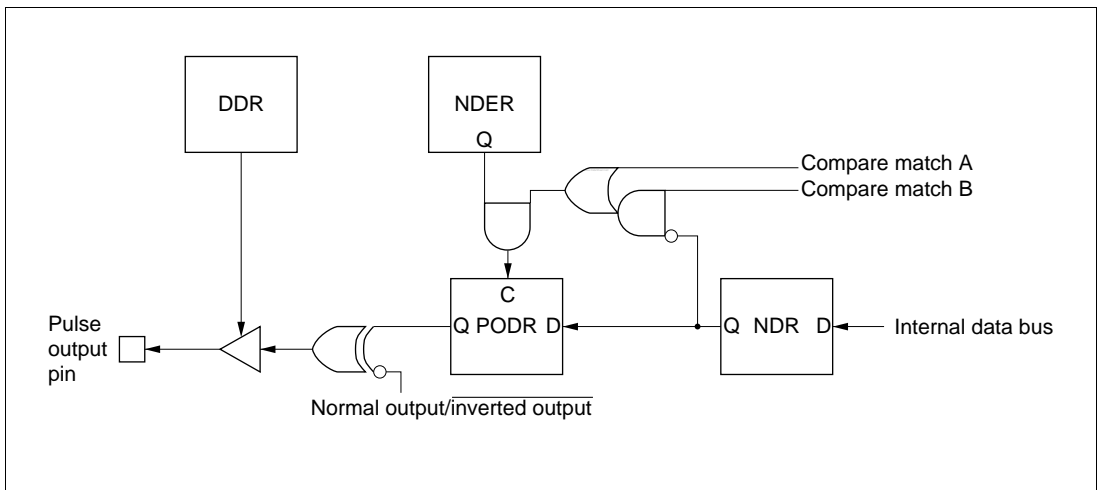 DDR
NDER
Q
Compare match A
Compare match B
C
Q PODR D
Q NDR D
Internal data bus
Pulse
output
pin
Normal output/inverted output